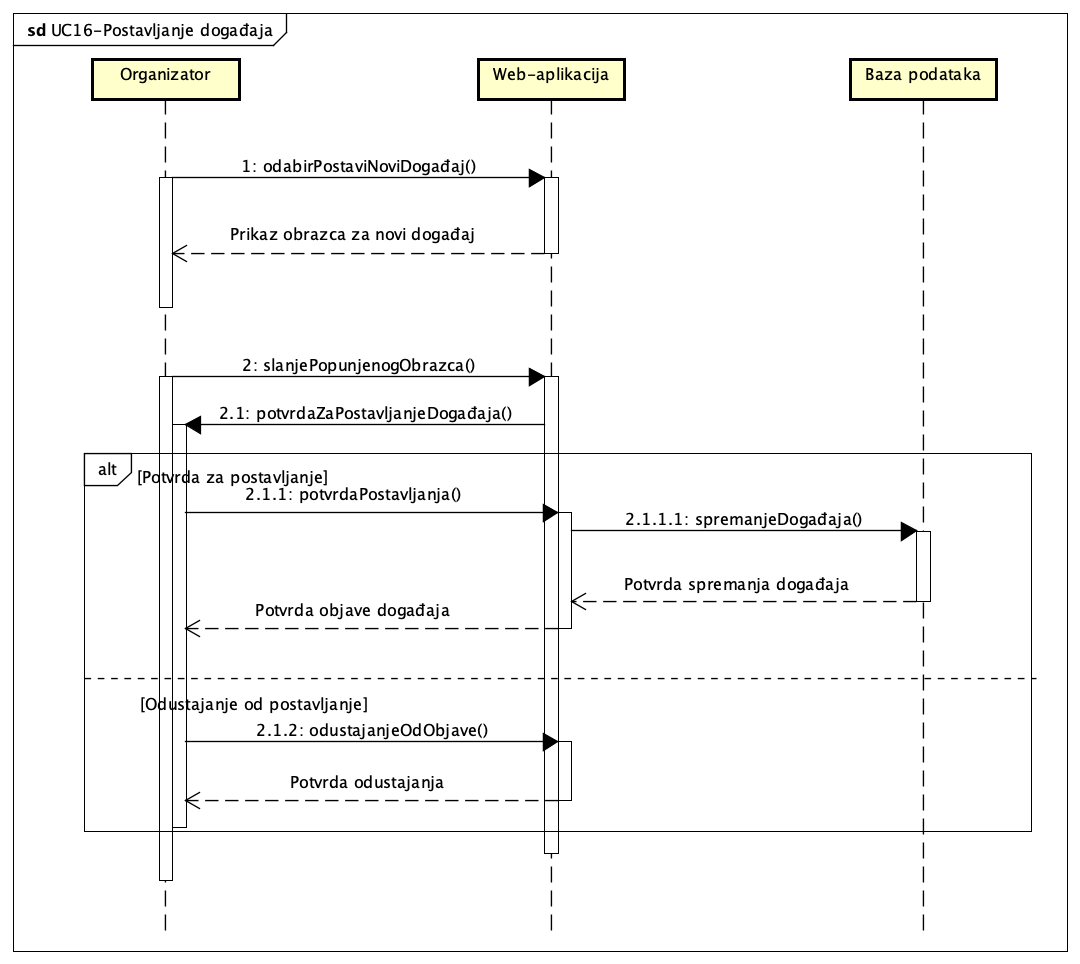 sd UC16-Postavljanje događaja
Organizator
Web-aplikacija
Baza podataka
1: odabirPostaviNoviDogađaj()
Prikaz obrazca za novi događaj
2: slanjePopunjenogObrazca()
2.1: potvrdaZaPostavljanjeDogađaja()
alt
[Potvrda za postavljanje]
2.1.1: potvrdaPostavljanja()
2.1.1.1: spremanjeDogađaja()
Potvrda spremanja događaja
Potvrda objave događaja
[Odustajanje od postavljanje]
2.1.2: odustajanjeOdObjave()
Potvrda odustajanja